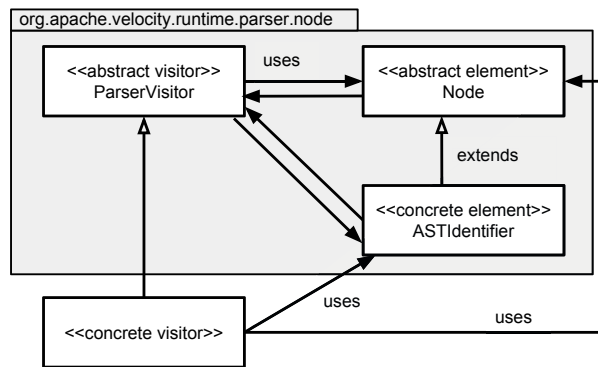 org.apache.velocity.runtime.parser.node
<<abstract visitor>>
ParserVisitor
uses
<<abstract element>>
Node
extends
<<concrete element>>
ASTIdentifier
uses
<<concrete visitor>>
uses